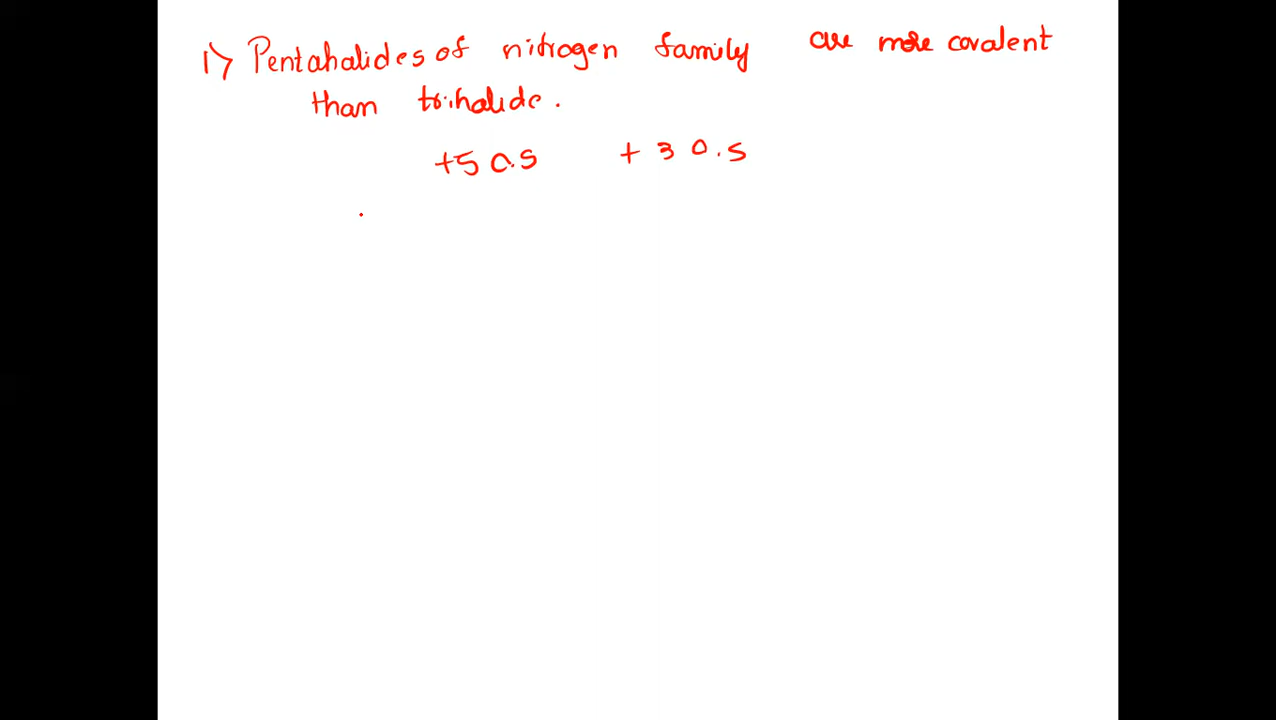 1) Pentahalides of nitrogen family are more covalent
than trihalide.
+5 O.S +3 O.S